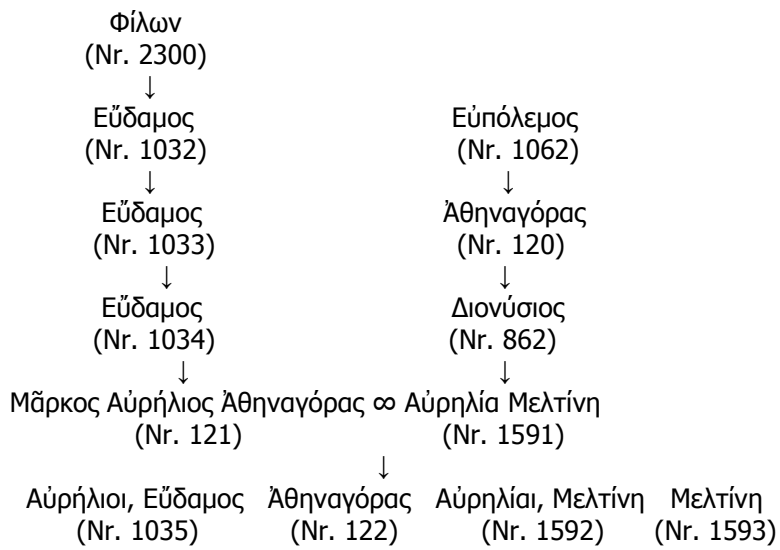 Φίλων
(Nr. 2300)
↓
Εὔδαμος Εὐπόλεμος
(Nr. 1032) (Nr. 1062)
↓ ↓
Εὔδαμος Ἀθηναγόρας
(Nr. 1033) (Nr. 120)
↓ ↓
Εὔδαμος Διονύσιος
(Nr. 1034) (Nr. 862)
↓ ↓
Μᾶρκος Αὐρήλιος Ἀθηναγόρας ∞ Αὐρηλία Μελτίνη
(Nr. 121) (Nr. 1591)
↓
Αὐρήλιοι, Εὔδαμος Ἀθηναγόρας Αὐρηλίαι, Μελτίνη Μελτίνη
(Nr. 1035) (Nr. 122) (Nr. 1592) (Nr. 1593)